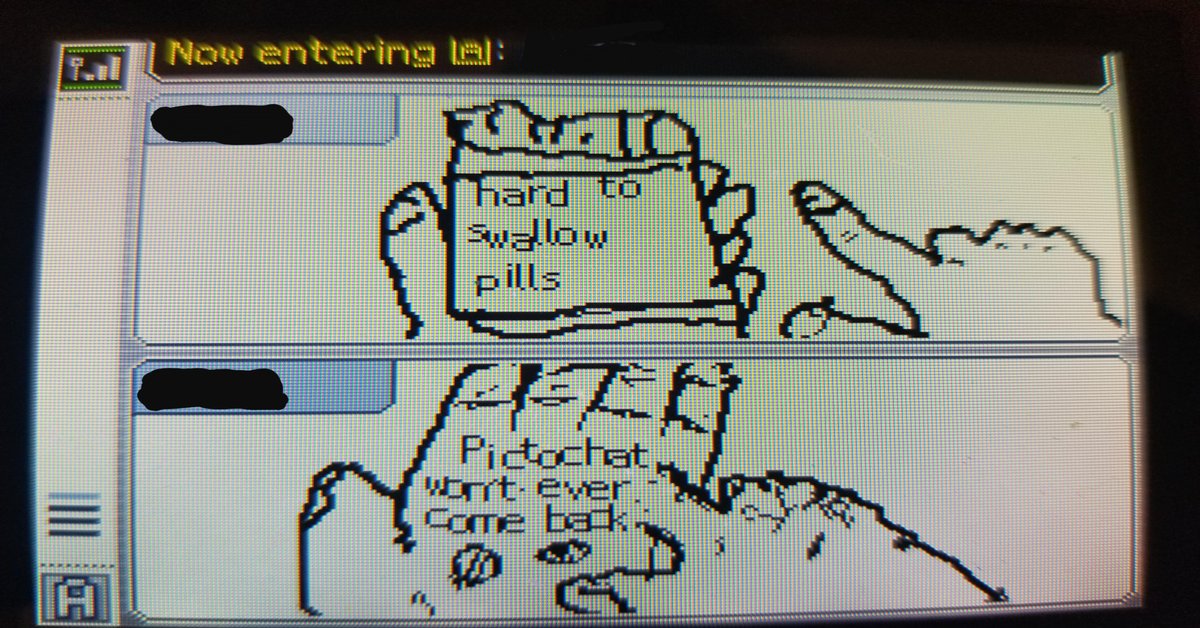 Now entering A:
hard to
swallow
pills
Pictochat
won't ever
come back
A